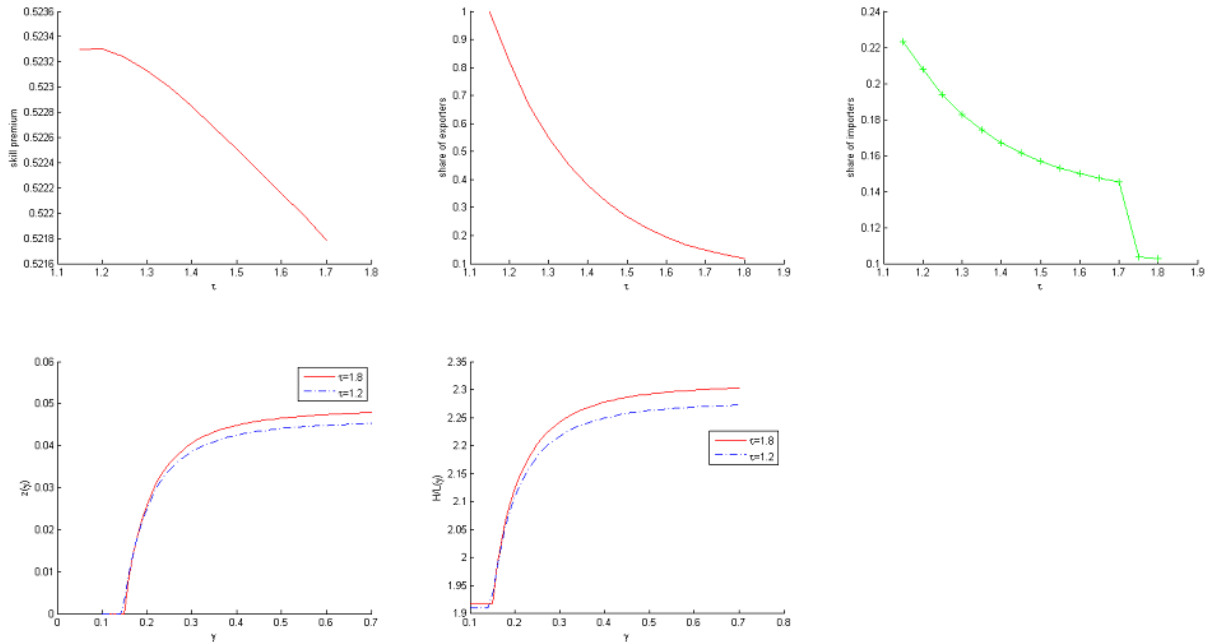 0.5236
0.5234
0.5232
0.523
0.5228
0.5226
0.5224
0.5222
0.522
0.5218
0.5216
skill premium
1.1 1.2 1.3 1.4 1.5 1.6 1.7 1.8
τ
1
0.9
0.8
0.7
0.6
0.5
0.4
0.3
0.2
0.1
share of exporters
1.1 1.2 1.3 1.4 1.5 1.6 1.7 1.8 1.9
τ
0.24
0.22
0.2
0.18
0.16
0.14
0.12
0.1
share of importers
1.1 1.2 1.3 1.4 1.5 1.6 1.7 1.8 1.9
τ
0.06
0.05
0.04
0.03
0.02
0.01
0
z(γ)
τ=1.8
τ=1.2
0 0.1 0.2 0.3 0.4 0.5 0.6 0.7
γ
2.35
2.3
2.25
2.2
2.15
2.1
2.05
2
1.95
1.9
H/L(γ)
τ=1.8
τ=1.2
0.1 0.2 0.3 0.4 0.5 0.6 0.7 0.8
γ